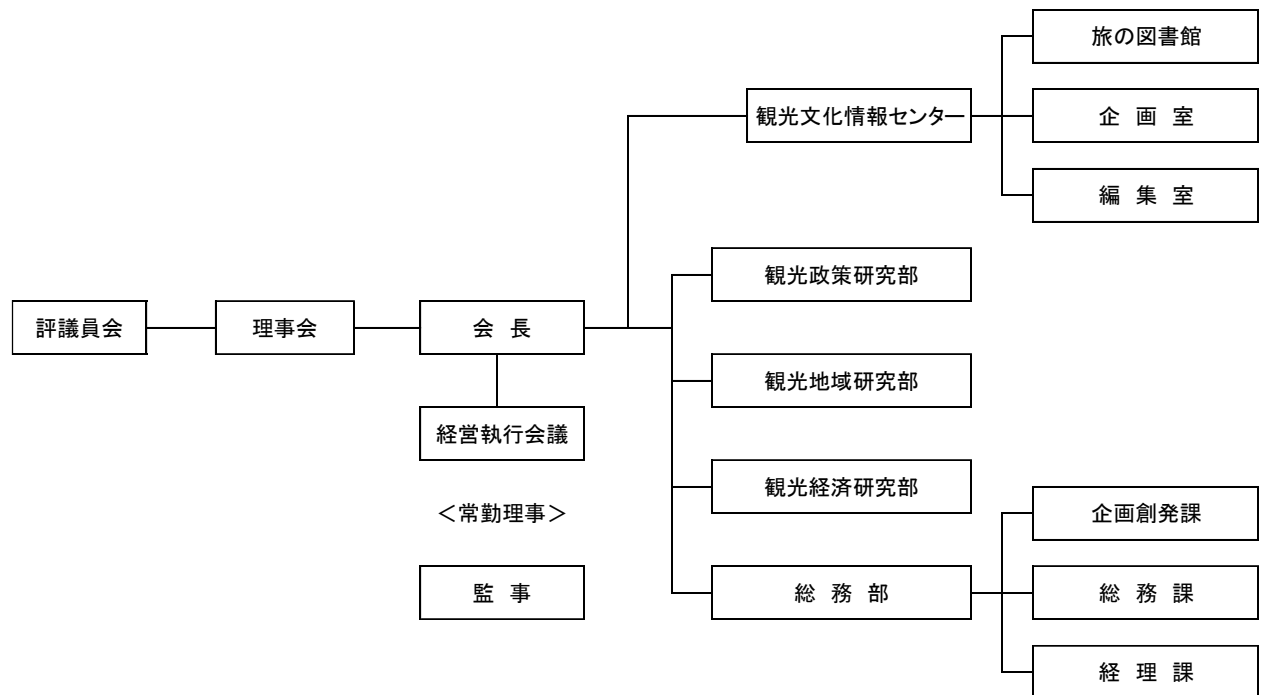 旅の図書館
観光文化情報センター
企 画 室
編 集 室
観光政策研究部
評議員会
理事会
会 長
観光地域研究部
経営執行会議
観光経済研究部
＜常勤理事＞
企画創発課
監 事
総 務 部
総 務 課
経 理 課